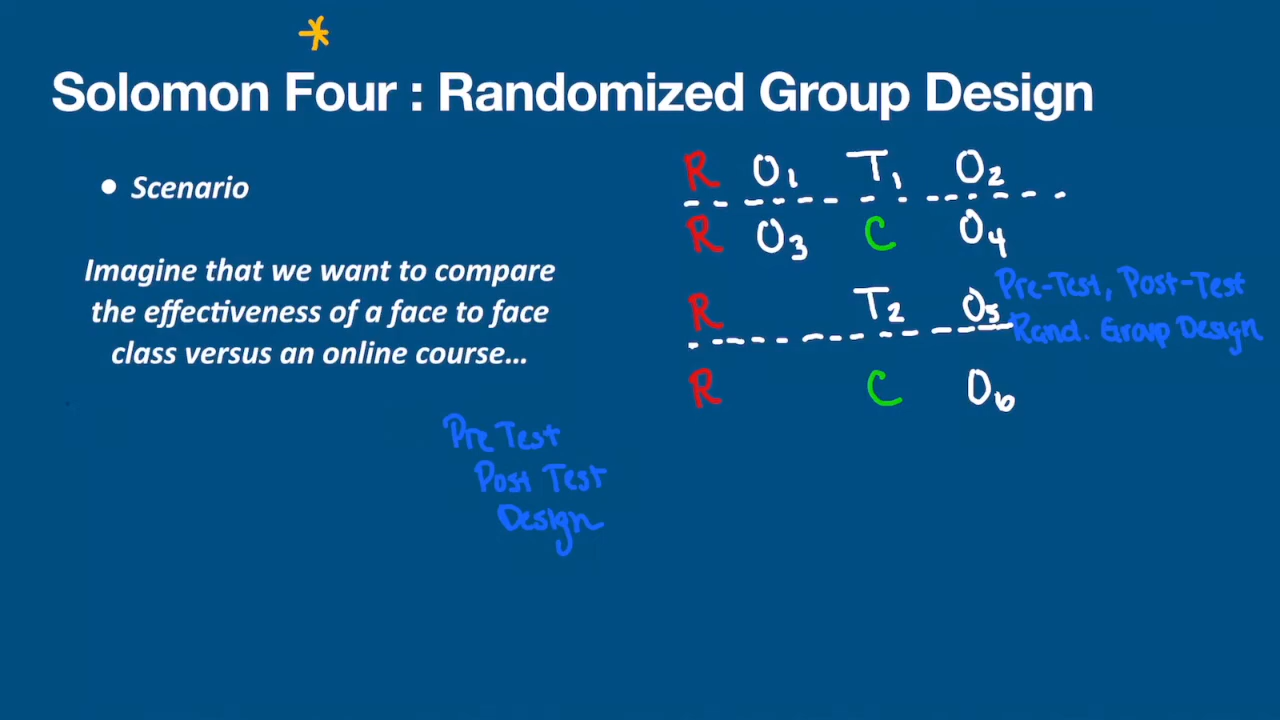 Solomon Four : Randomized Group Design
• Scenario
Imagine that we want to compare
the effectiveness of a face to face
class versus an online course...
R O1 T1 O2
R O3 C O4
R T2 O5
R C O6
Pre-Test, Post-Test
Rand. Group Design
Pre Test
Post Test
Design